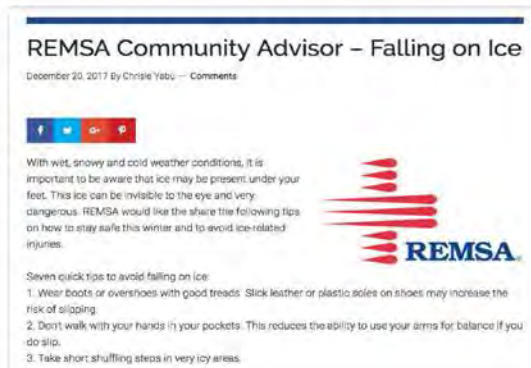 REMSA Community Advisor – Falling on Ice
December 20, 2017 By Chrisie Yabu — Comments
With wet, snowy and cold weather conditions, it is
important to be aware that ice may be present under your
feet. This ice can be invisible to the eye and very
dangerous. REMSA would like the share the following tips
on how to stay safe this winter and to avoid ice-related
injuries.
REMSA
Seven quick tips to avoid falling on ice:
1. Wear boots or overshoes with good treads. Slick leather or plastic soles on shoes may increase the
risk of slipping.
2. Don't walk with your hands in your pockets. This reduces the ability to use your arms for balance if you
do slip.
3. Take short shuffling steps in very icy areas.